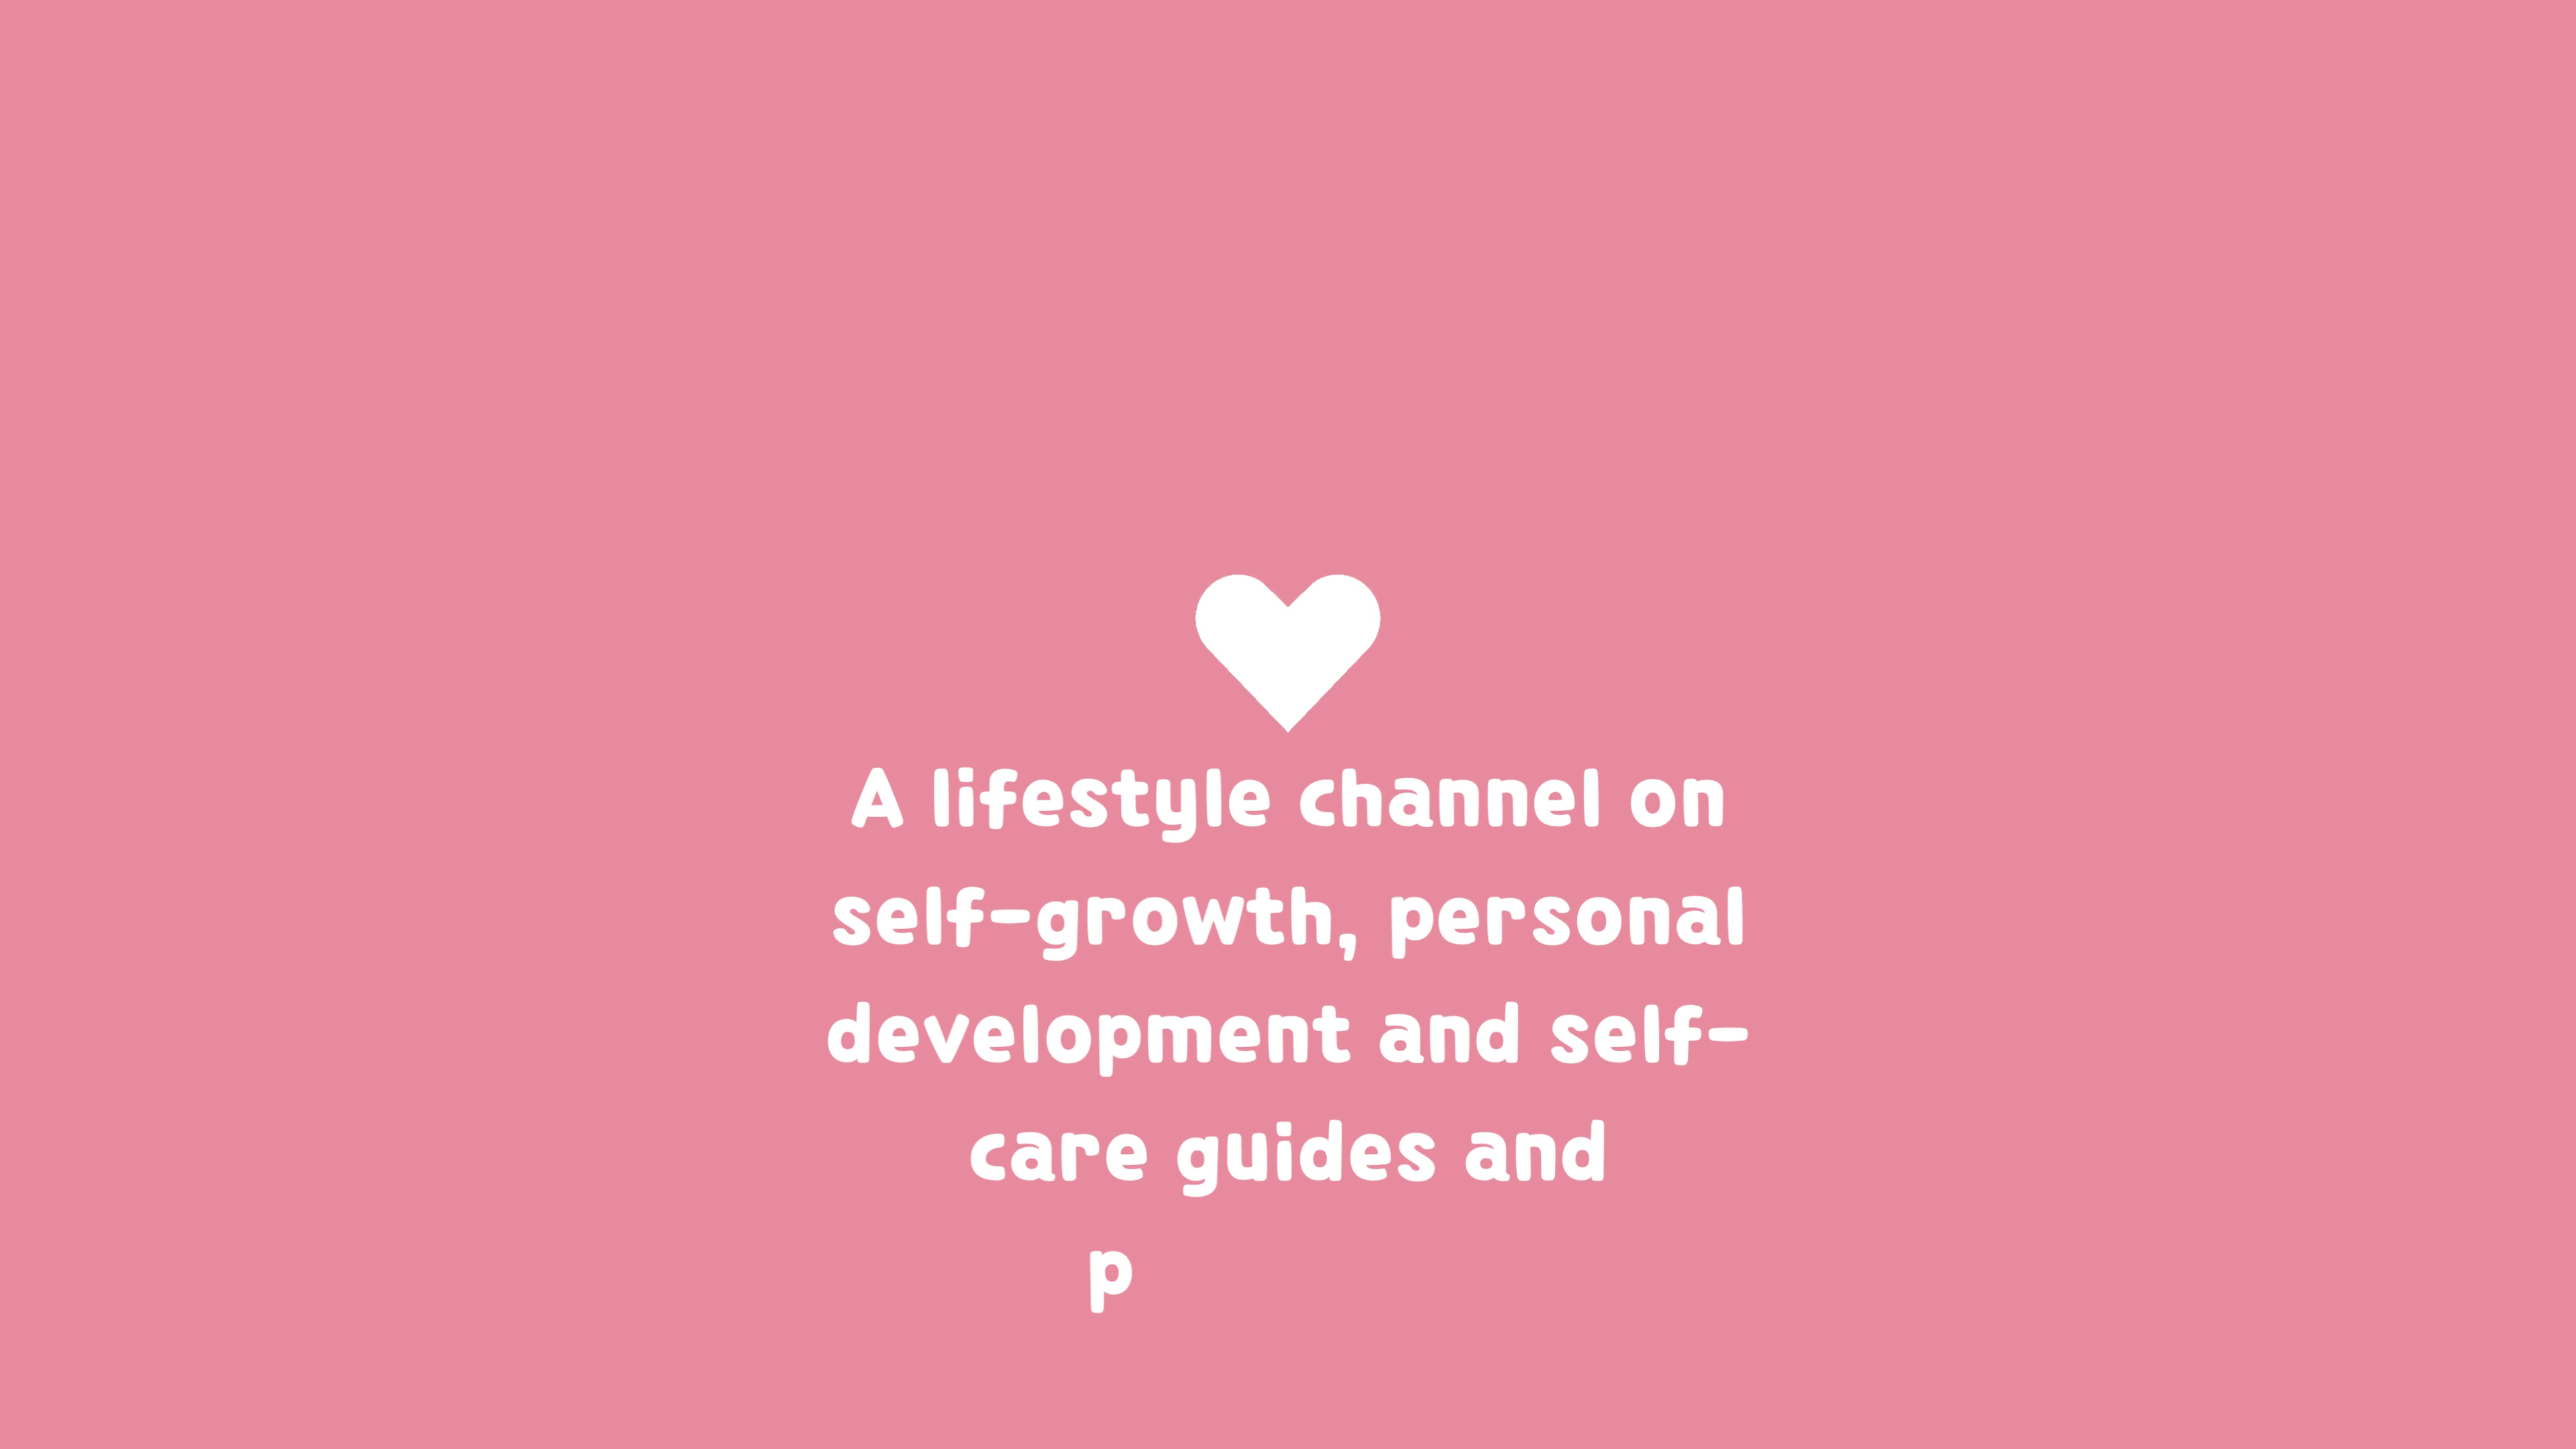 A lifestyle channel on
self-growth, personal
development and self-
care guides and
p